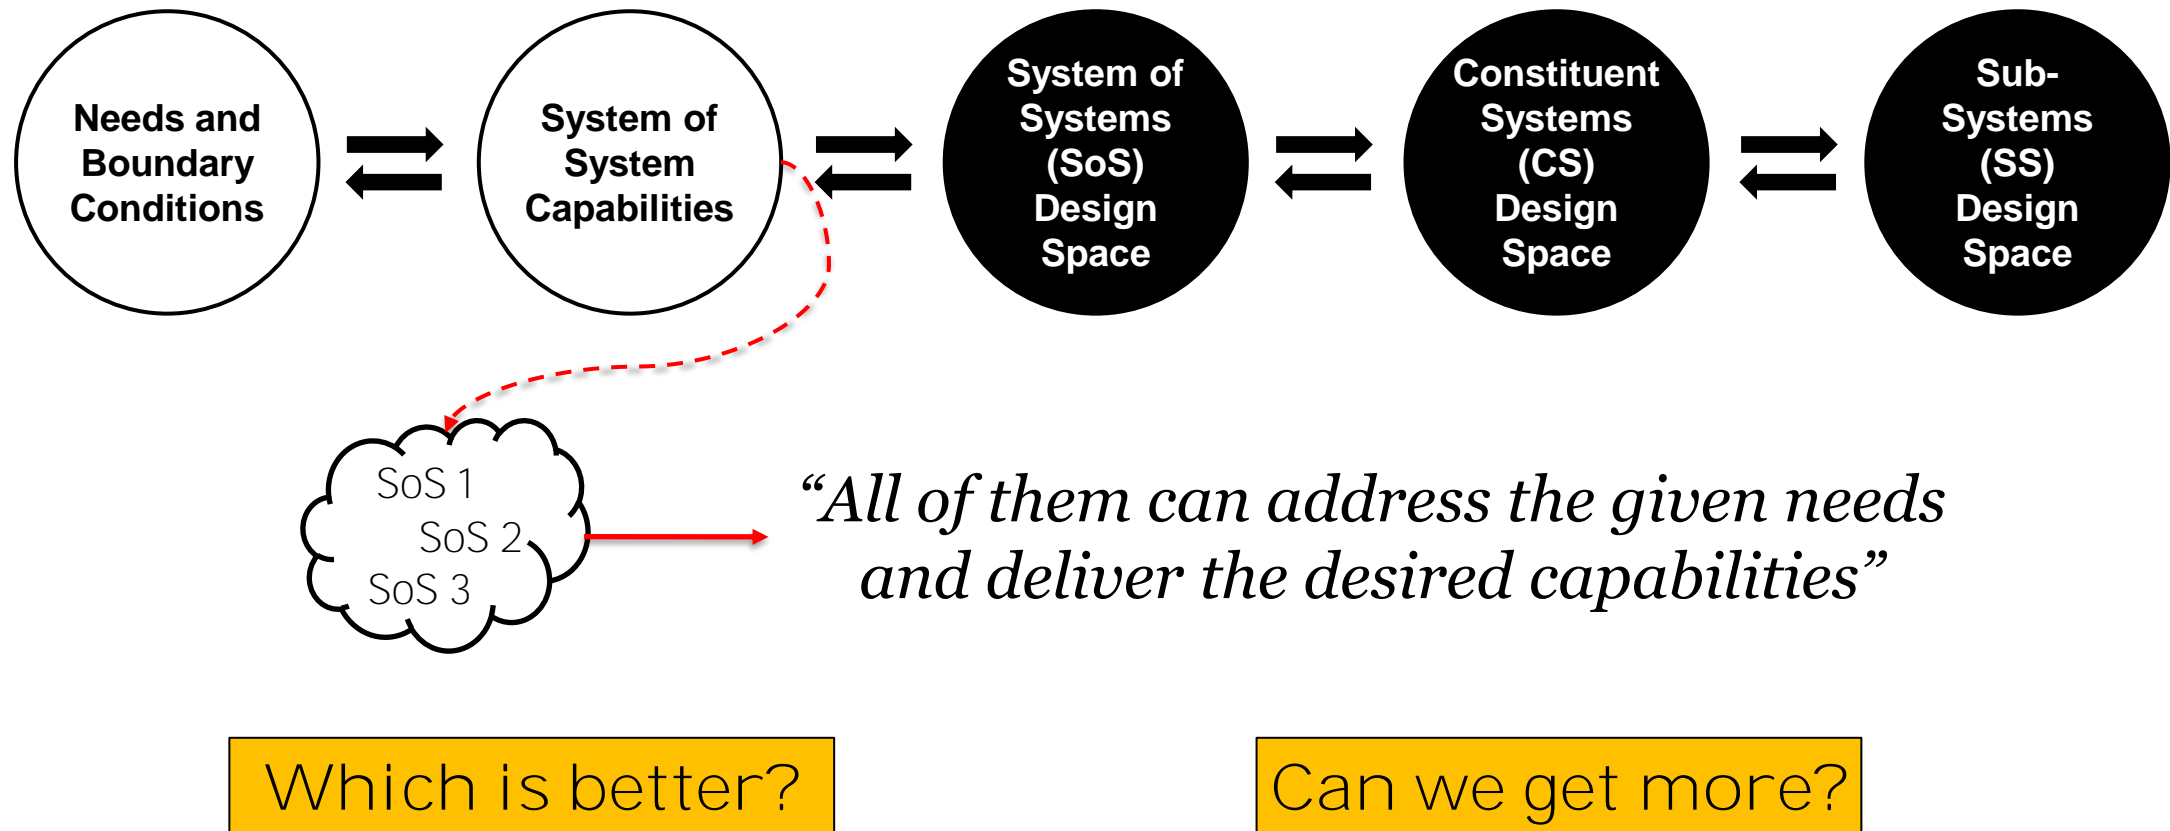 Needs and
Boundary
Conditions
System of
System
Capabilities
System of
Systems
(SoS)
Design
Space
Constituent
Systems
(CS)
Design
Space
Sub-
Systems
(SS)
Design
Space
SoS 1
SoS 2
SoS 3
“All of them can address the given needs
and deliver the desired capabilities”
Which is better?
Can we get more?